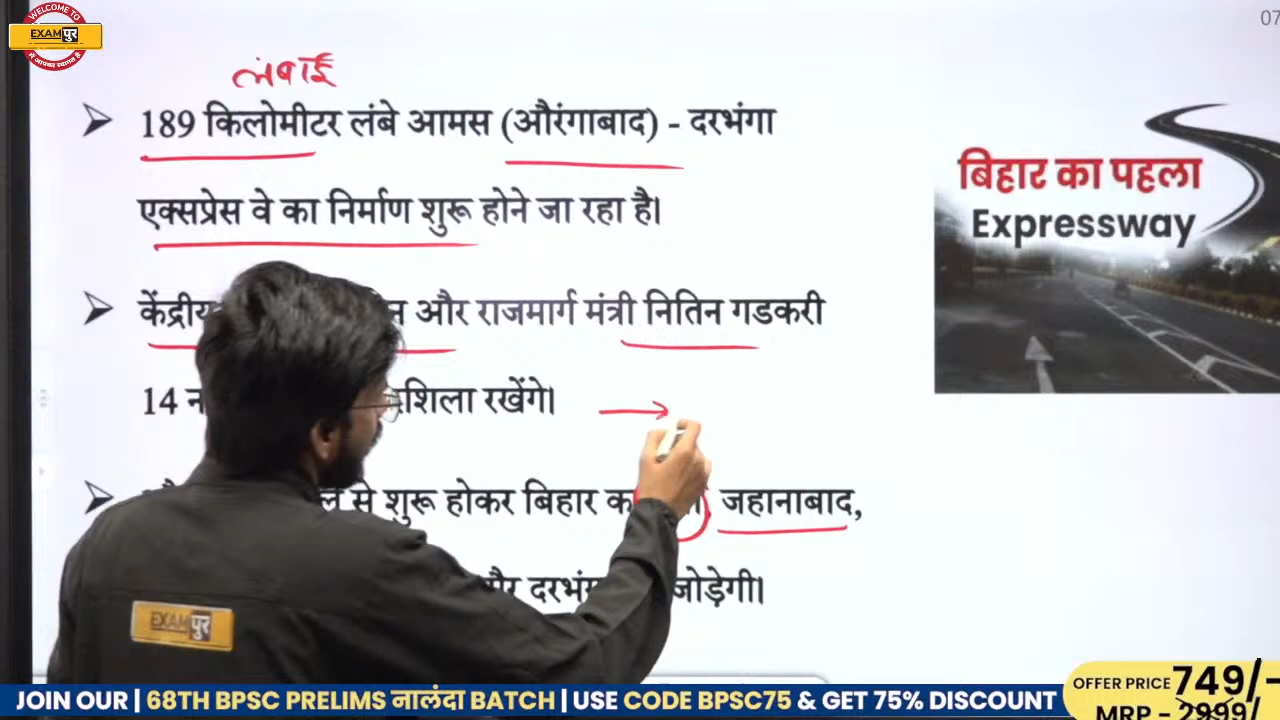 WELCOME TO
EXAMपुर
07
लंबाई
189 किलोमीटर लंबे आमस (औरंगाबाद) - दरभंगा
एक्सप्रेस वे का निर्माण शुरू होने जा रहा है।
बिहार का पहला
Expressway
केंद्रीय और राजमार्ग मंत्री नितिन गडकरी
14 रखेंगे।
से शुरू होकर बिहार जहानाबाद,
जोड़ेगी।
EXAMपुर
JOIN OUR | 68TH BPSC PRELIMS नालंदा BATCH | USE CODE BPSC75 & GET 75% DISCOUNT
OFFER PRICE 749/-
MRP - 2999/-